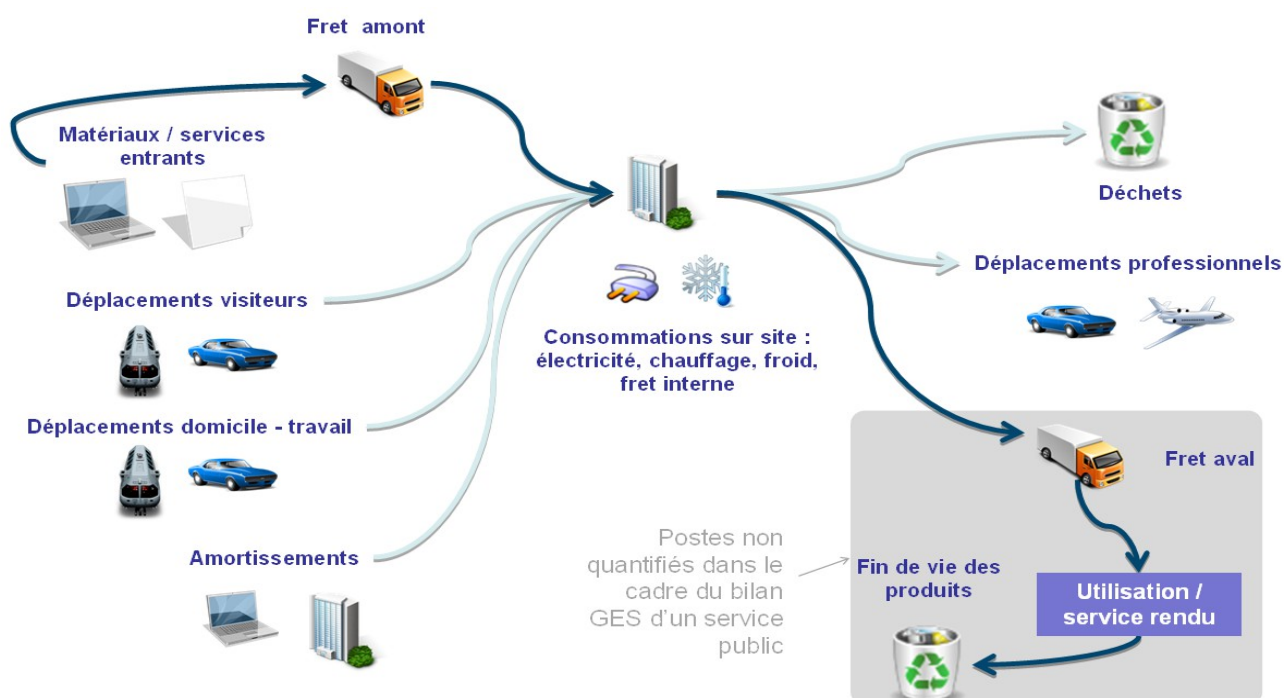 Fret amont
Matériaux / services
entrants
Déplacements visiteurs
Déplacements domicile - travail
Amortissements
Consommations sur site :
électricité, chauffage, froid,
fret interne
Déchets
Déplacements professionnels
Fret aval
Postes non
quantifiés dans le
cadre du bilan
GES d'un service
public
Fin de vie des
produits
Utilisation /
service rendu